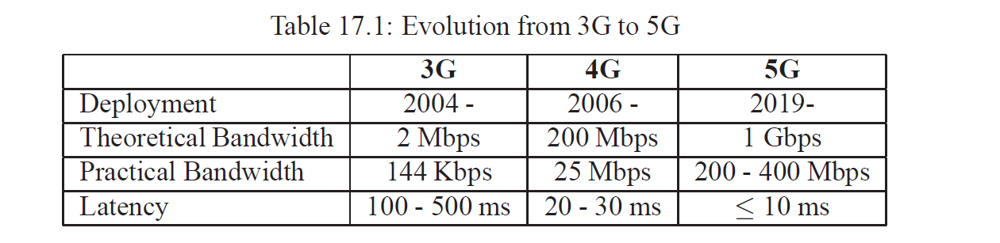 Table 17.1: Evolution from 3G to 5G
3G 4G 5G
Deployment 2004 - 2006 - 2019-
Theoretical Bandwidth 2 Mbps 200 Mbps 1 Gbps
Practical Bandwidth 144 Kbps 25 Mbps 200 - 400 Mbps
Latency 100 - 500 ms 20 - 30 ms ≤ 10 ms